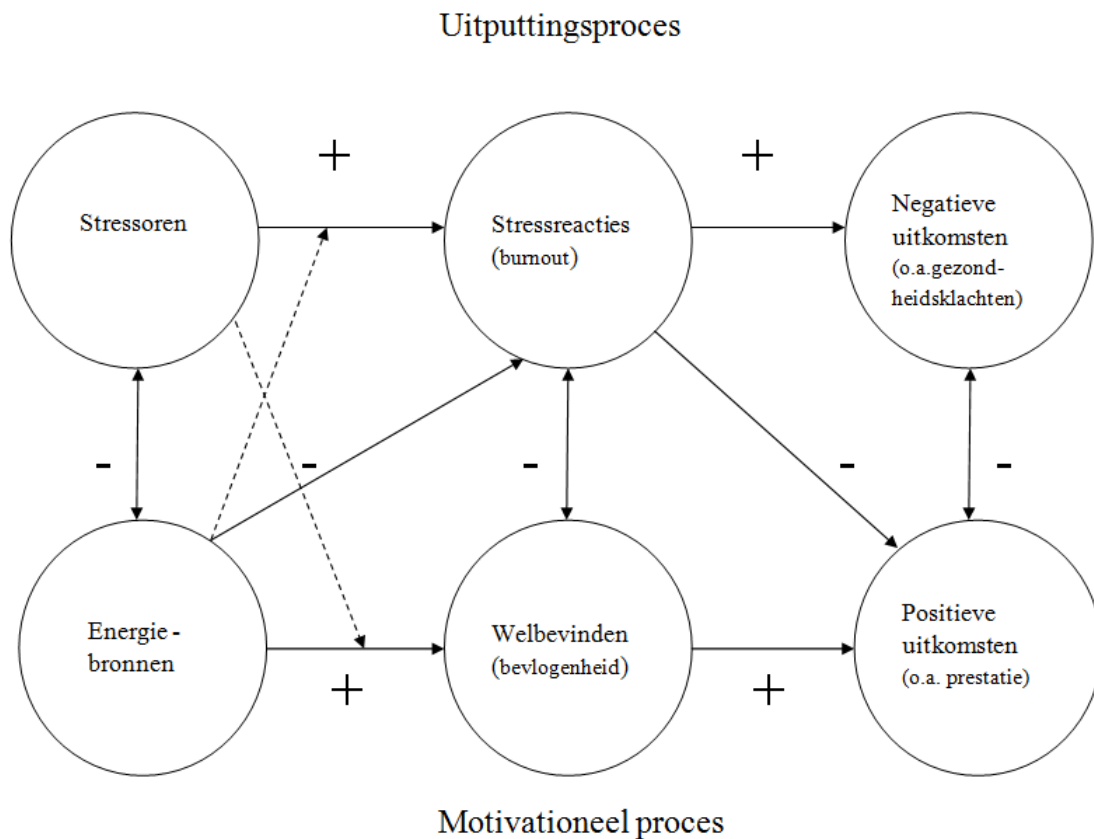 Uitputtingsproces
+
+
Stressoren
Stressreacties
(burnout)
Negatieve
uitkomsten
(o.a.gezond-
heidsklachten)
-
-
-
-
-
Energie -
bronnen
Welbevinden
(bevlogenheid)
Positieve
uitkomsten
(o.a. prestatie)
+
+
Motivationeel proces